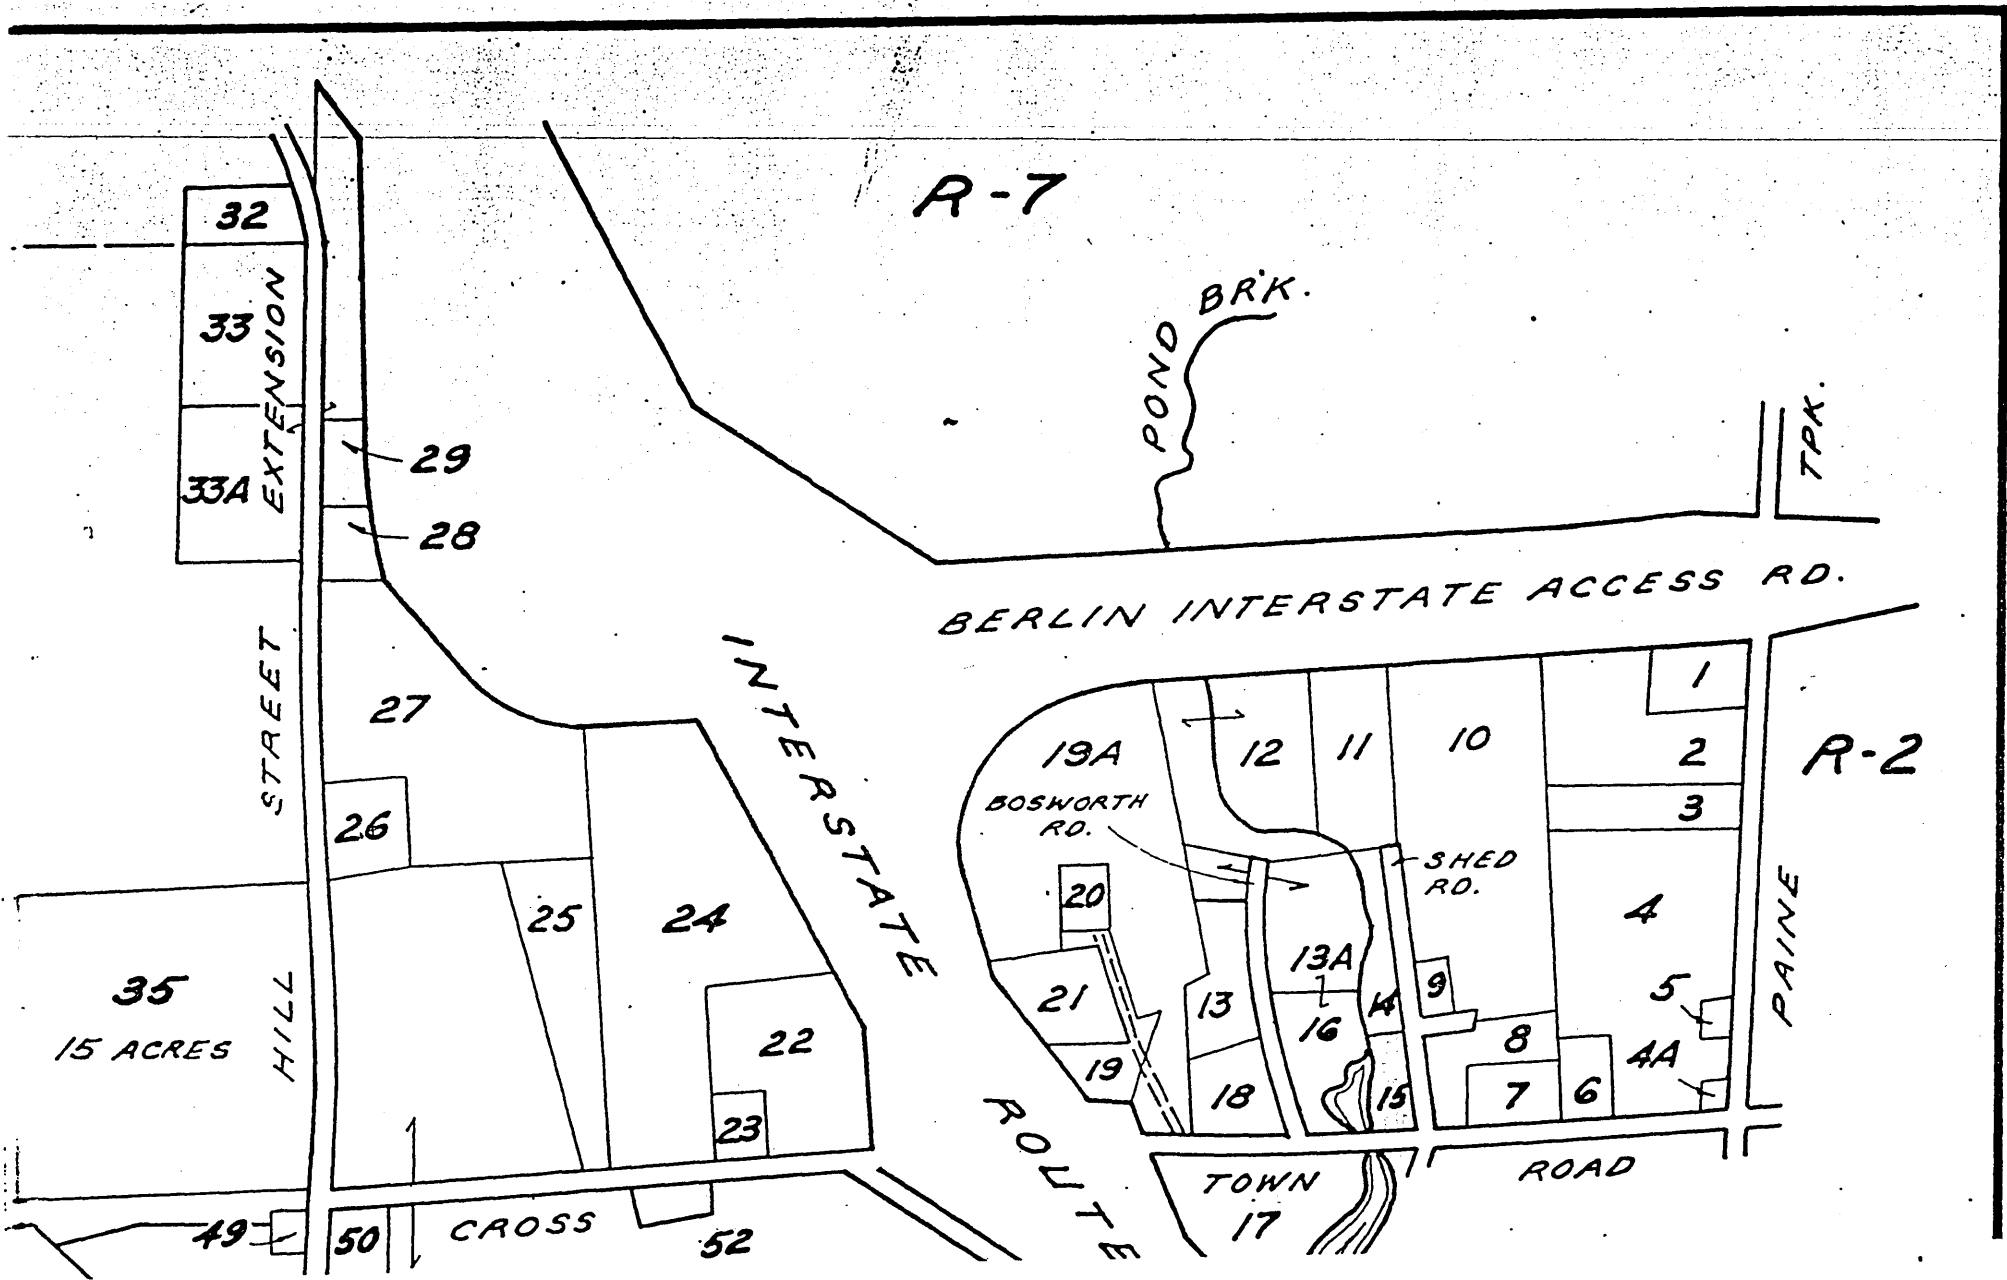 R-7
32
POND BRK.
33
EXTENSION
TPK.
29
33A
28
BERLIN INTERSTATE ACCESS RD.
STREET
27
INTERSTATE
1
19A
12
11
10
2
R-2
BOSWORTH
RD.
3
26
SHED
RD.
20
25
24
4
PAINE
13A
35
15 ACRES
HILL
21
13
14
9
5
22
16
8
4A
19
18
15
7
6
23
ROUTE
TOWN ROAD
17
49
50
CROSS
52